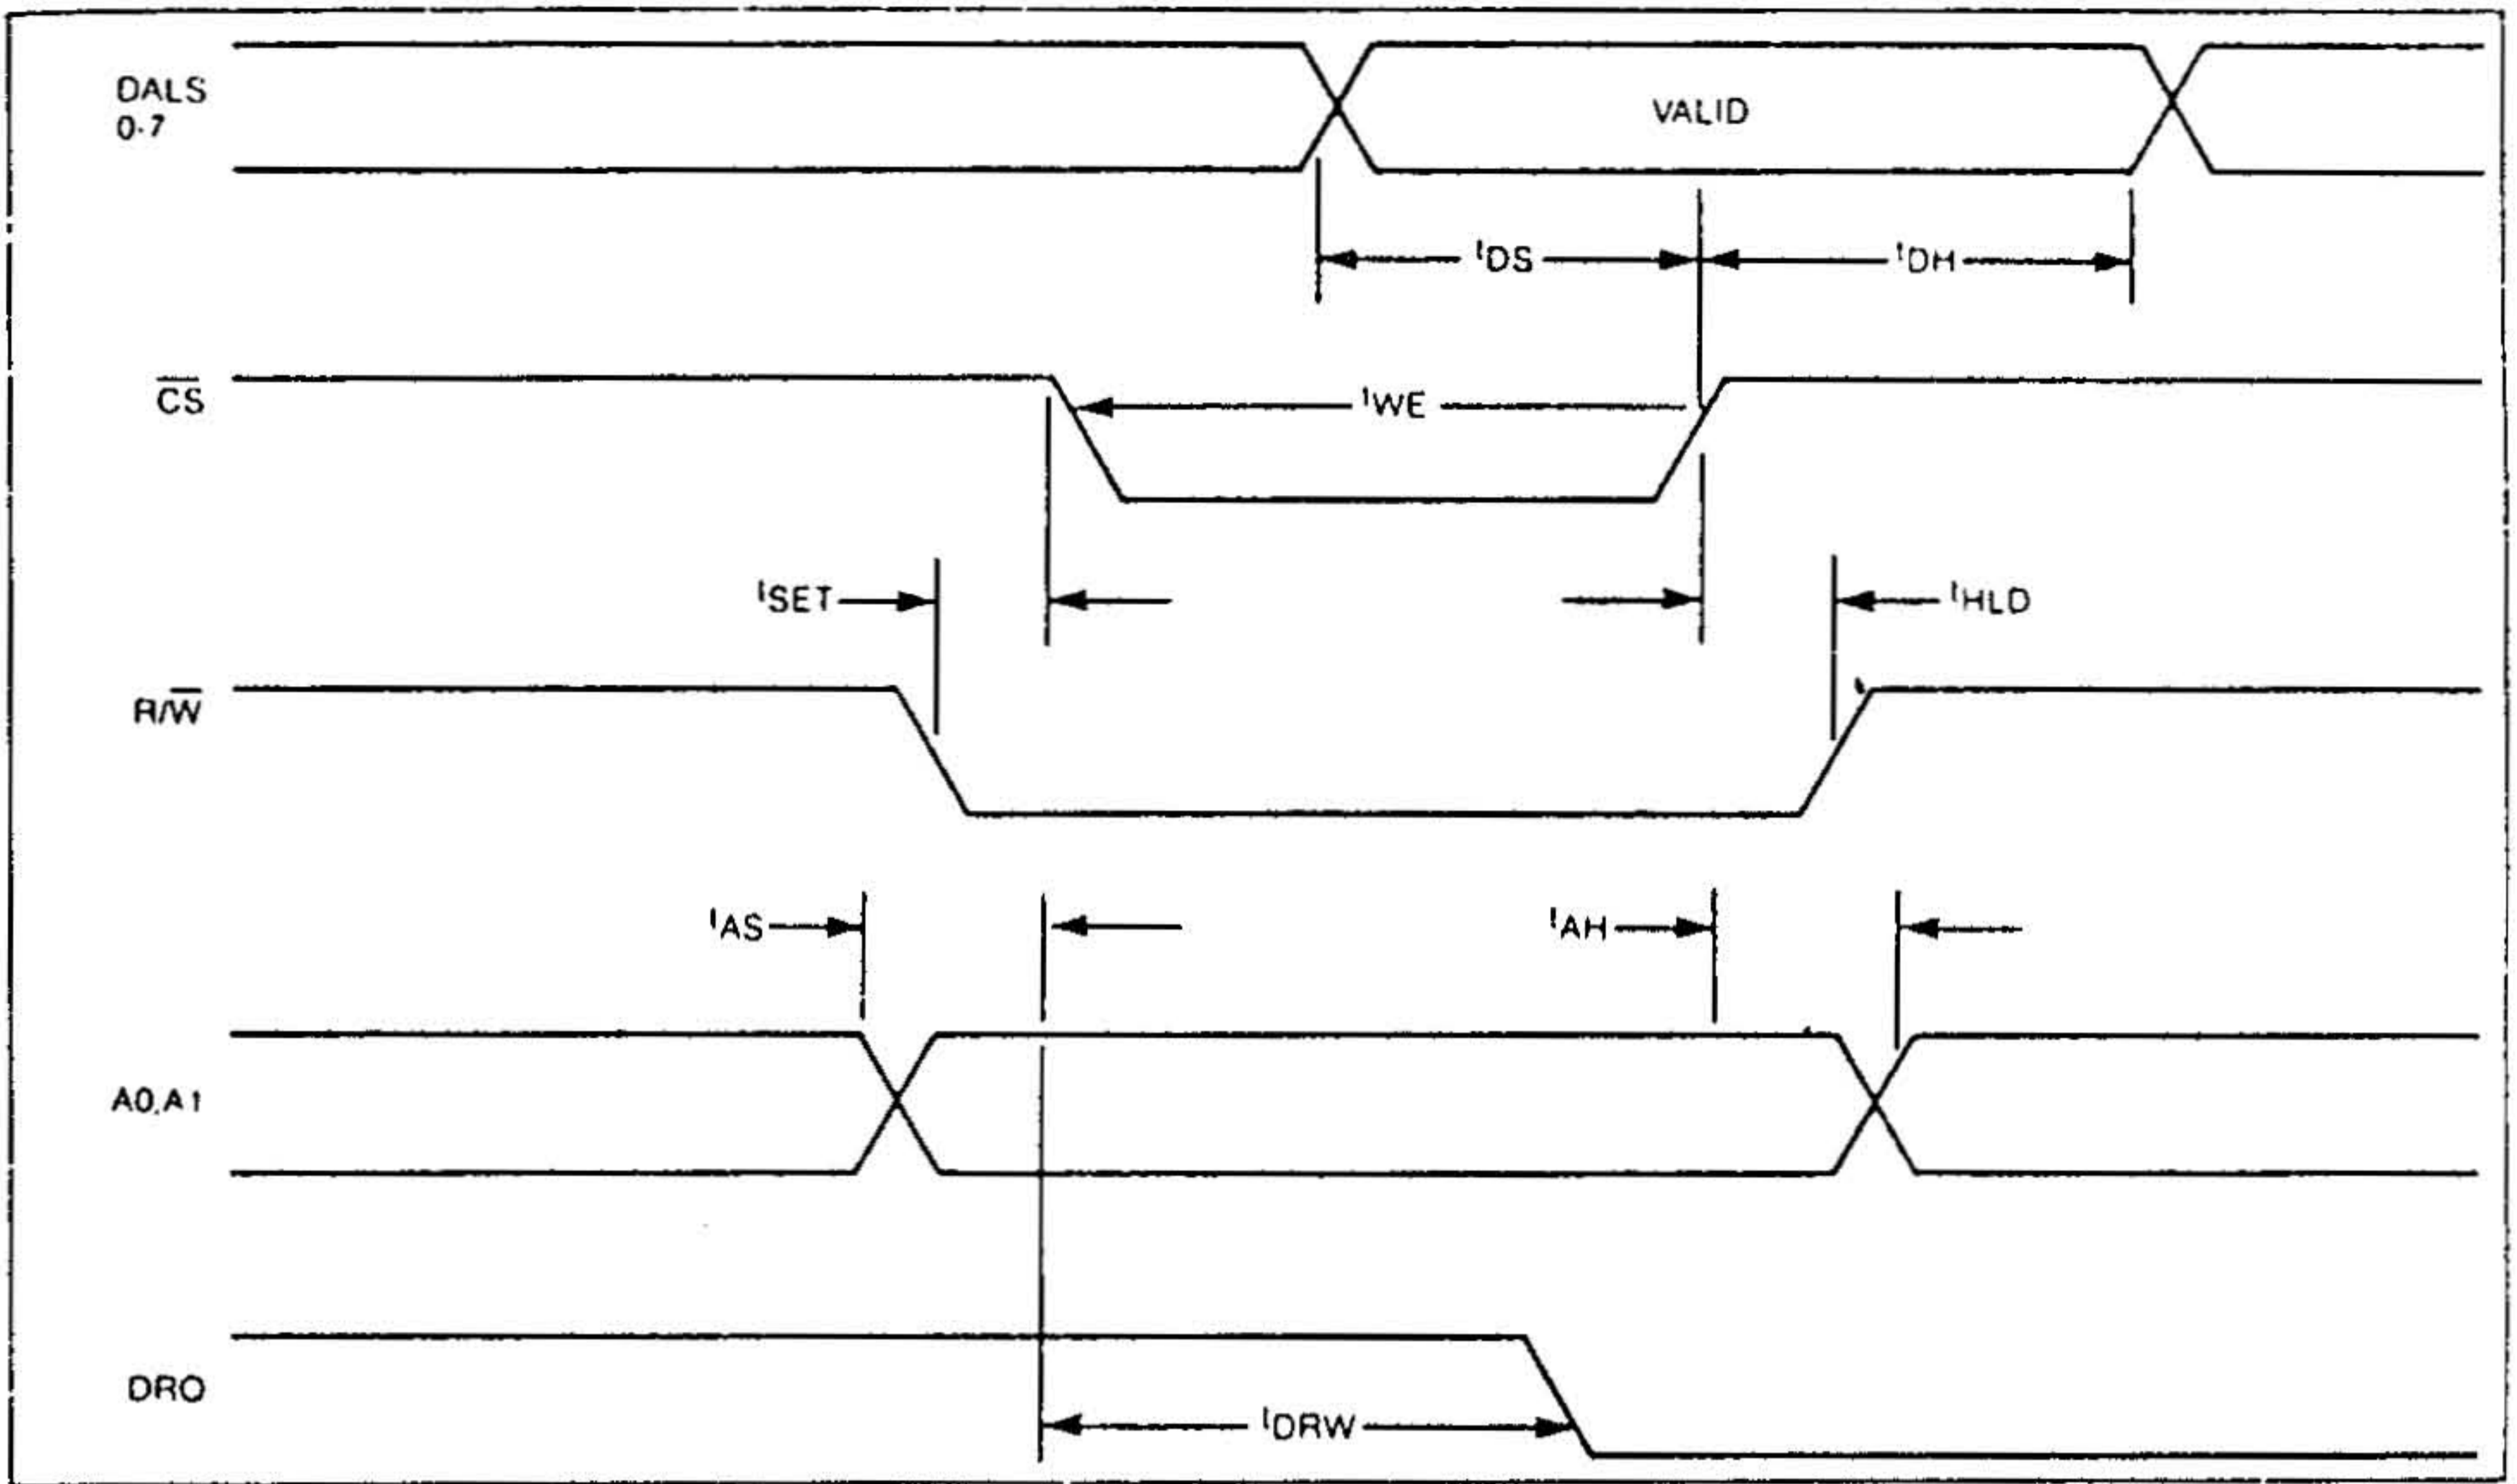 DALS
0-7
VALID
tDS
tDH
CS
tWE
tSET
tHLD
R/W
tAS
tAH
A0,A1
DRO
tDRW